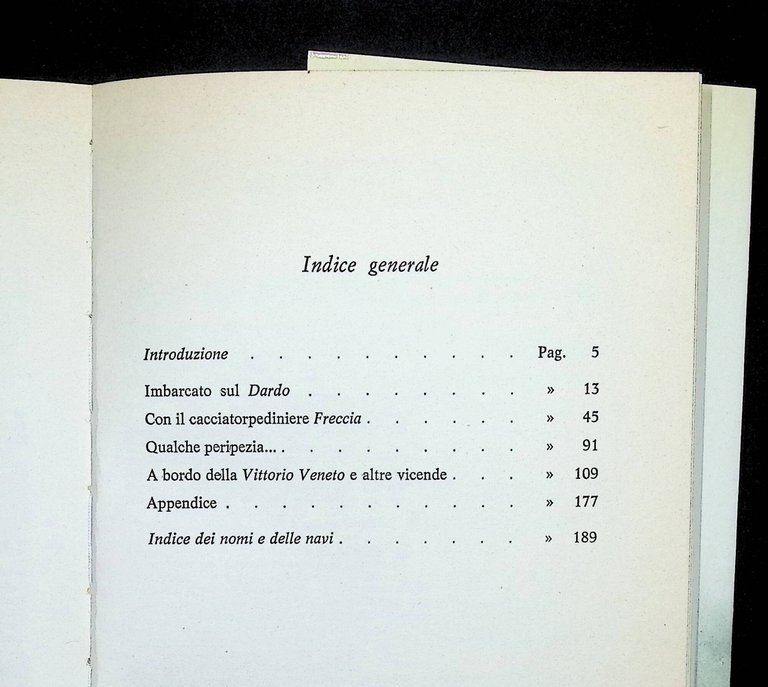 Indice generale
Introduzione . . . . . . . . . . Pag. 5
Imbarcato sul Dardo . . . . . . . . » 13
Con il cacciatorpediniere Freccia . . . . . . » 45
Qualche peripezia... . . . . . . . . . » 91
A bordo della Vittorio Veneto e altre vicende . . . » 109
Appendice . . . . . . . . . . . » 177
Indice dei nomi e delle navi . . . . . . . » 189